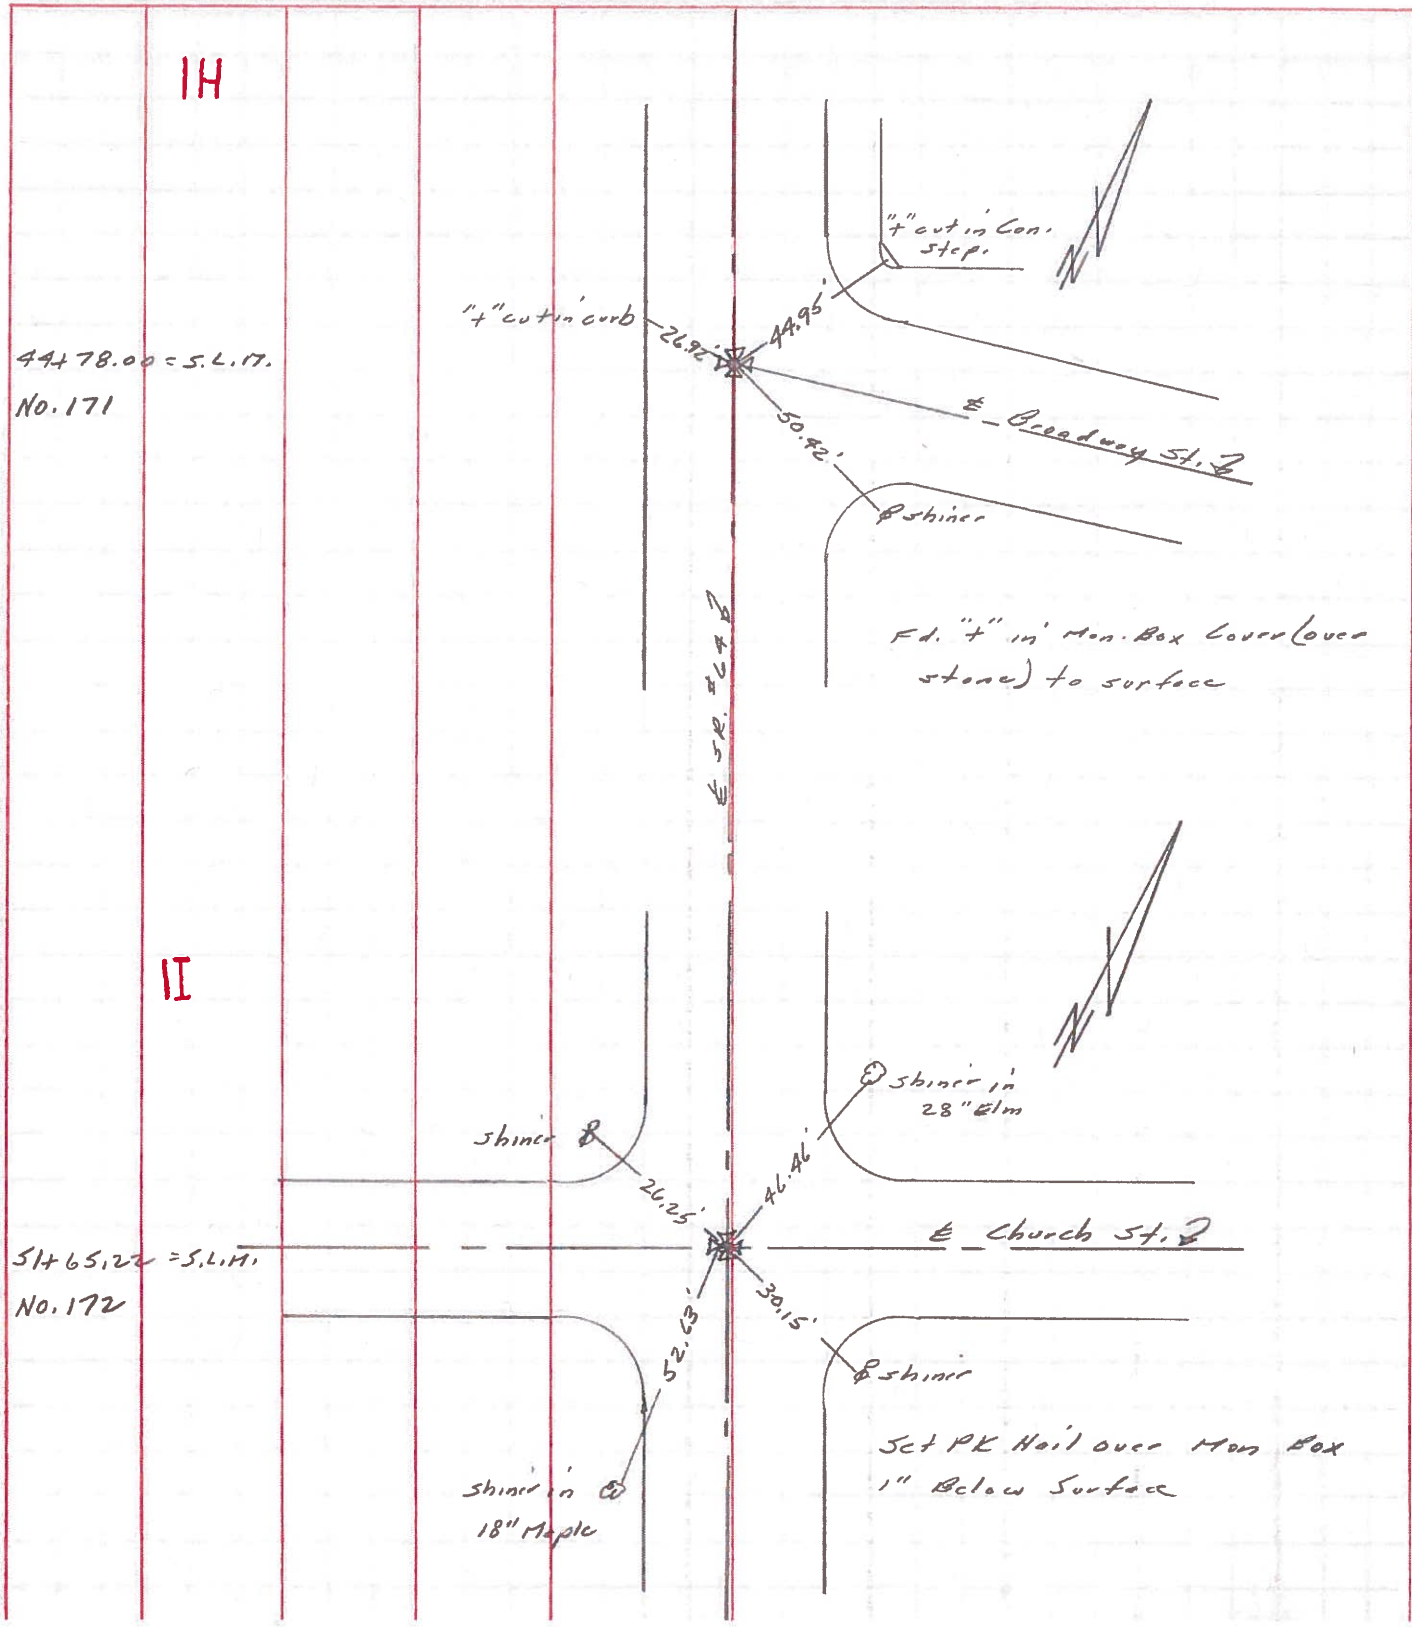 1H
"+" cut in Con.
step.
"+" cut in curb
26.92'
44.95'
44+78.00 = S.L.M.
No. 171
℄ Broadway St.
50.42'
shiner
Fd. "+" in Mon. Box Cover (over
stone) to surface
℄ SR. #64
1I
N
shiner in
28" Elm
shiner
46.46'
26.25'
℄ Church St.
51+65.22 = S.L.M.
No. 172
30.15'
52.63'
shiner
Set PK Nail over Mon Box
1" Below Surface
shiner in
18" Maple